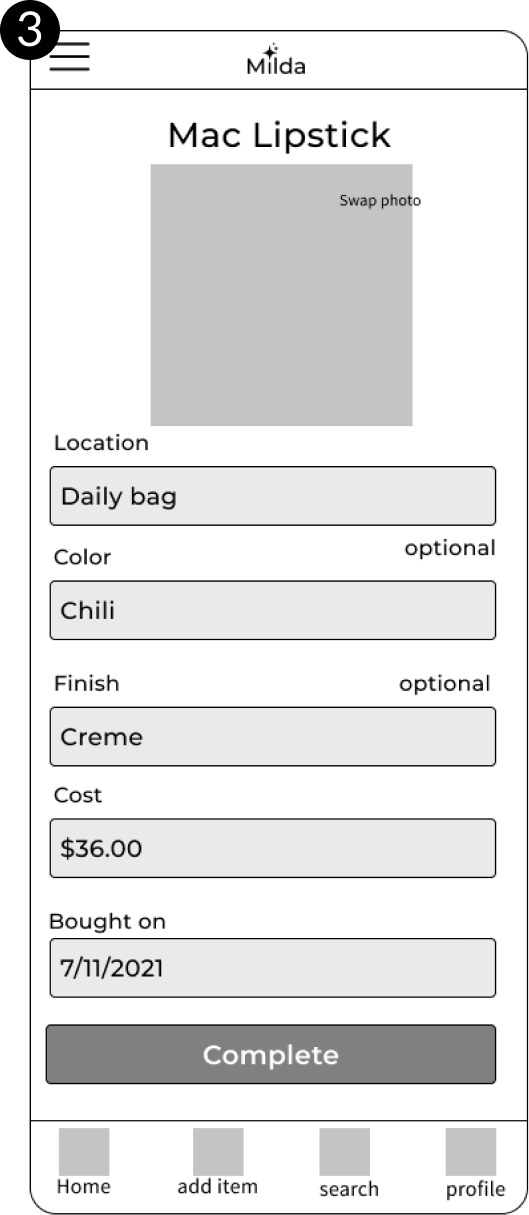 3
Milda
Mac Lipstick
Swap photo
Location
Daily bag
Color optional
Chili
Finish optional
Creme
Cost
$36.00
Bought on
7/11/2021
Complete
Home add item search profile